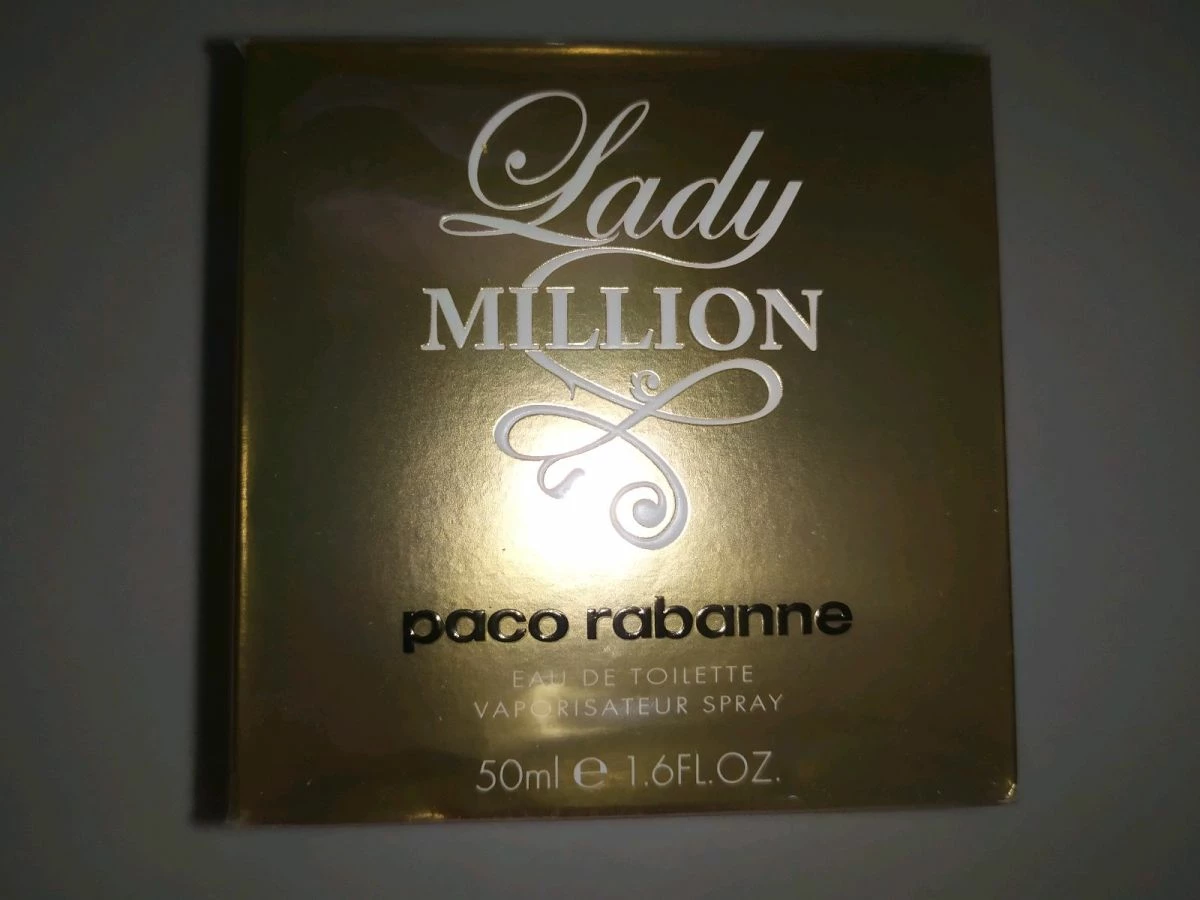 Lady
MILLION
paco rabanne
EAU DE TOILETTE
VAPORISATEUR SPRAY
50ml e 1.6FL.OZ.